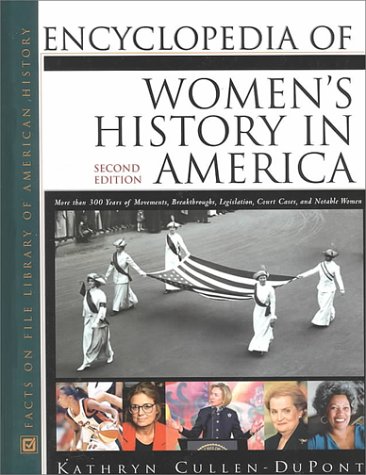 ENCYCLOPEDIA OF
WOMEN'S
HISTORY IN
SECOND
EDITION
AMERICA
More than 300 Years of Movements, Breakthroughs, Legislation, Court Cases, and Notable Women
FACTS ON FILE LIBRARY OF AMERICAN HISTORY
KATHRYN CULLEN-DUPONT